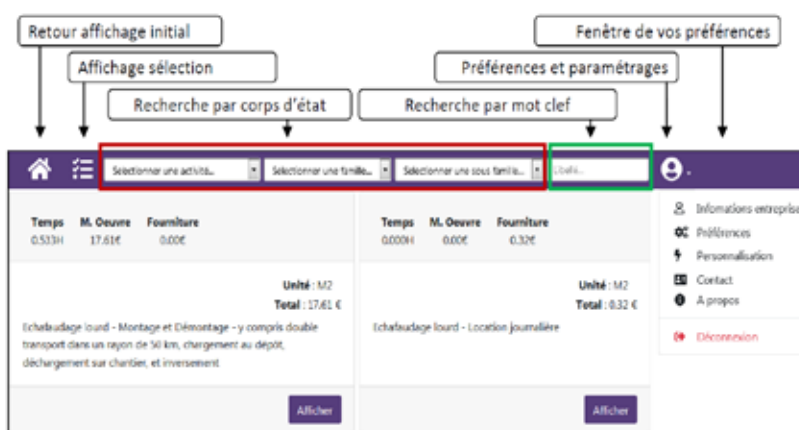 Retour affichage initial
Fenêtre de vos préférences
Affichage sélection
Préférences et paramétrages
Recherche par corps d'état
Recherche par mot clef
Sélectionner une activité...
Sélectionner une famille...
Sélectionner une sous famille...
Libellé...
Temps M. Oeuvre Fourniture
0.533H 17.61€ 0.00€
Unité : M2
Total : 17.61 €
Echafaudage lourd - Montage et Démontage - y compris double
transport dans un rayon de 50 km, chargement au dépôt,
déchargement sur chantier, et inversement
Afficher
Temps M. Oeuvre Fourniture
0.000H 0.00€ 0.32€
Unité : M2
Total : 0.32 €
Echafaudage lourd - Location journalière
Afficher
Infomations entreprise
Préférences
Personnalisation
Contact
A propos
Déconnexion